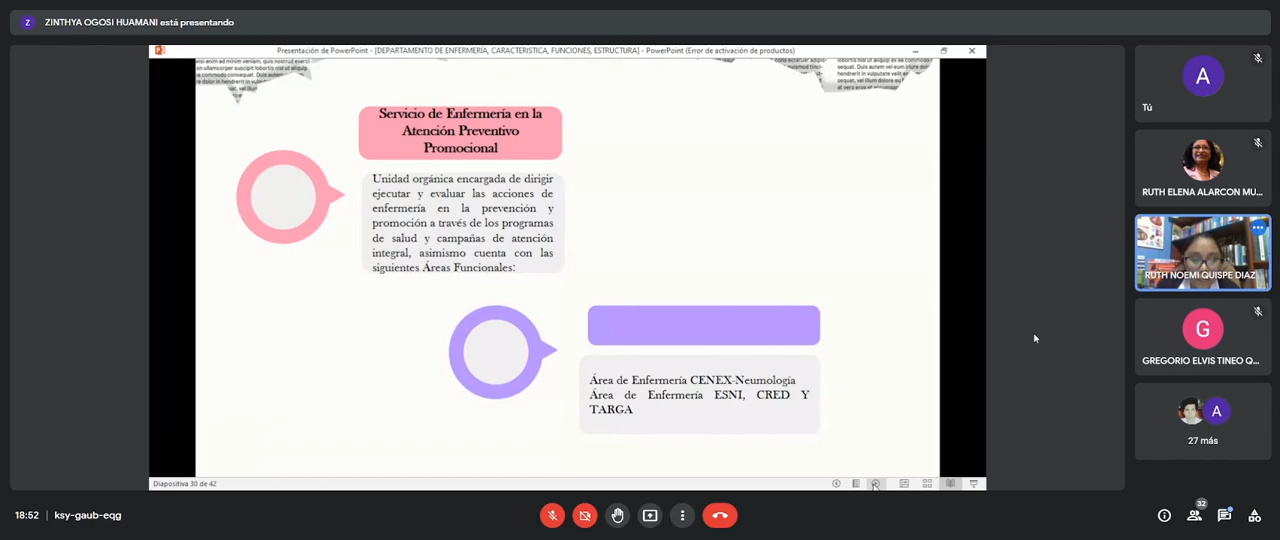 Z
ZINTHYA OGOSI HUAMANI está presentando
Presentación de PowerPoint - [DEPARTAMENTO DE ENFERMERÍA, CARACTERISTICA, FUNCIONES, ESTRUCTURA] - PowerPoint (Error de activación de productos)
Servicio de Enfermería en la
Atención Preventivo
Promocional
Unidad orgánica encargada de dirigir
ejecutar y evaluar las acciones de
enfermería en la prevención y
promoción a través de los programas
de salud y campañas de atención
integral, asimismo cuenta con las
siguientes Áreas Funcionales:
Área de Enfermería CENEX-Neumología
Área de Enfermería ESNI, CRED Y
TARGA
Diapositiva 30 de 42
A
Tú
RUTH ELENA ALARCON MU...
RUTH NOEMI QUISPE DIAZ
G
GREGORIO ELVIS TINEO Q...
A
27 más
18:52 | ksy-gaub-eqg
32